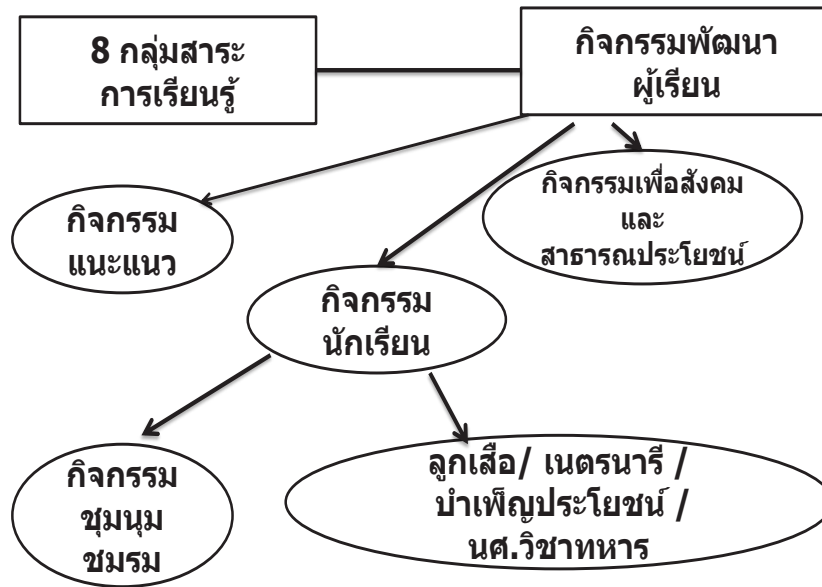 8 กลุ่มสาระ
การเรียนรู้
กิจกรรมพัฒนา
ผู้เรียน
กิจกรรมเพื่อสังคม
และ
สาธารณประโยชน์
กิจกรรม
แนะแนว
กิจกรรม
นักเรียน
กิจกรรม
ชุมนุม
ชมรม
ลูกเสือ/ เนตรนารี /
บำเพ็ญประโยชน์ /
นศ.วิชาทหาร